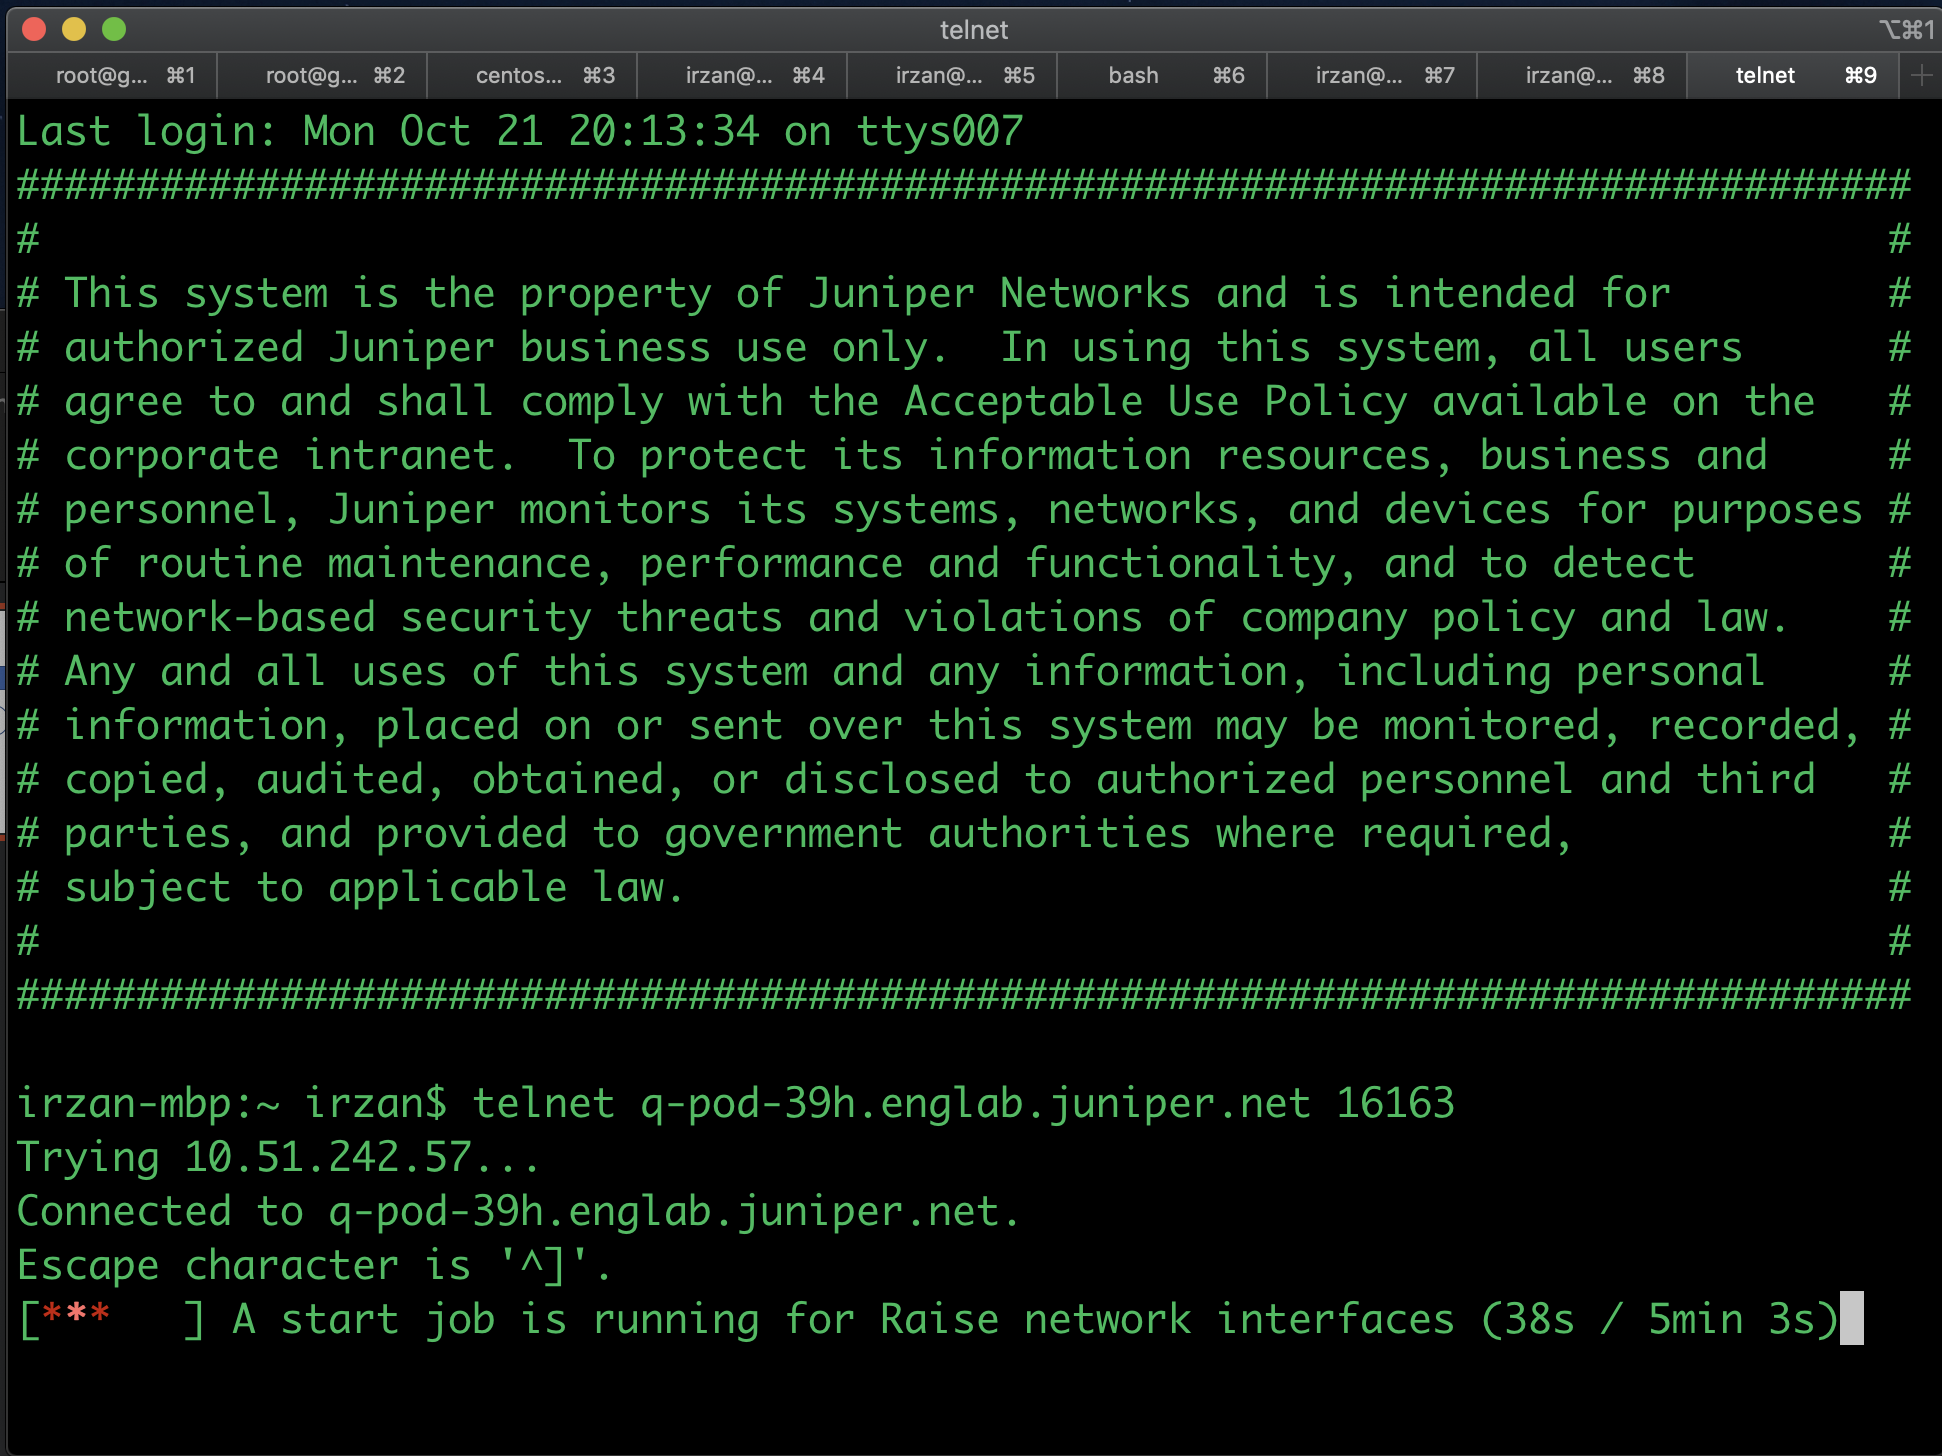 telnet ⌥⌘1
root@g... ⌘1 root@g... ⌘2 centos... ⌘3 irzan@... ⌘4 irzan@... ⌘5 bash ⌘6 irzan@... ⌘7 irzan@... ⌘8 telnet ⌘9 +
Last login: Mon Oct 21 20:13:34 on ttys007
###############################################################################
#                                                                             #
# This system is the property of Juniper Networks and is intended for         #
# authorized Juniper business use only.  In using this system, all users      #
# agree to and shall comply with the Acceptable Use Policy available on the   #
# corporate intranet.  To protect its information resources, business and     #
# personnel, Juniper monitors its systems, networks, and devices for purposes #
# of routine maintenance, performance and functionality, and to detect        #
# network-based security threats and violations of company policy and law.    #
# Any and all uses of this system and any information, including personal     #
# information, placed on or sent over this system may be monitored, recorded, #
# copied, audited, obtained, or disclosed to authorized personnel and third   #
# parties, and provided to government authorities where required,             #
# subject to applicable law.                                                  #
#                                                                             #
###############################################################################
irzan-mbp:~ irzan$ telnet q-pod-39h.englab.juniper.net 16163
Trying 10.51.242.57...
Connected to q-pod-39h.englab.juniper.net.
Escape character is '^]'.
[***   ] A start job is running for Raise network interfaces (38s / 5min 3s)